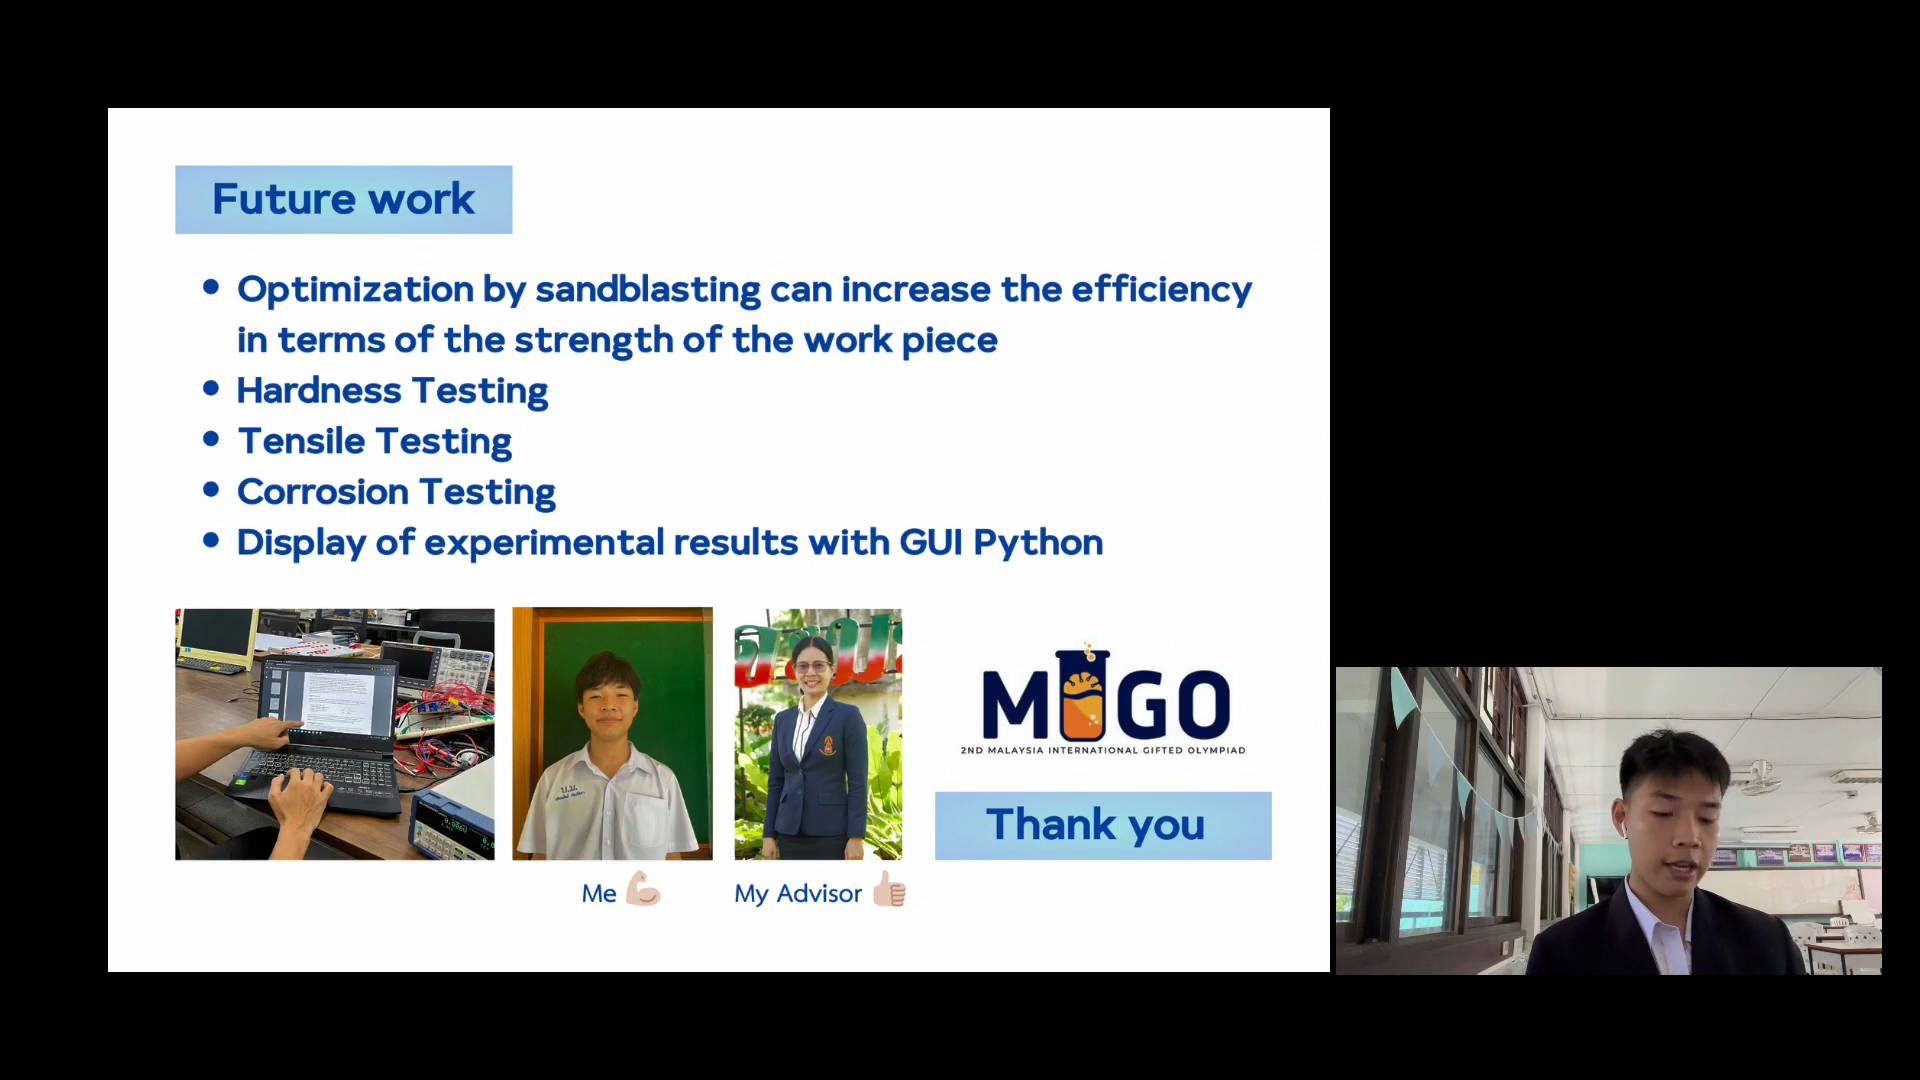 Future work
• Optimization by sandblasting can increase the efficiency
in terms of the strength of the work piece
• Hardness Testing
• Tensile Testing
• Corrosion Testing
• Display of experimental results with GUI Python
MIGO
2ND MALAYSIA INTERNATIONAL GIFTED OLYMPIAD
Thank you
Me
My Advisor